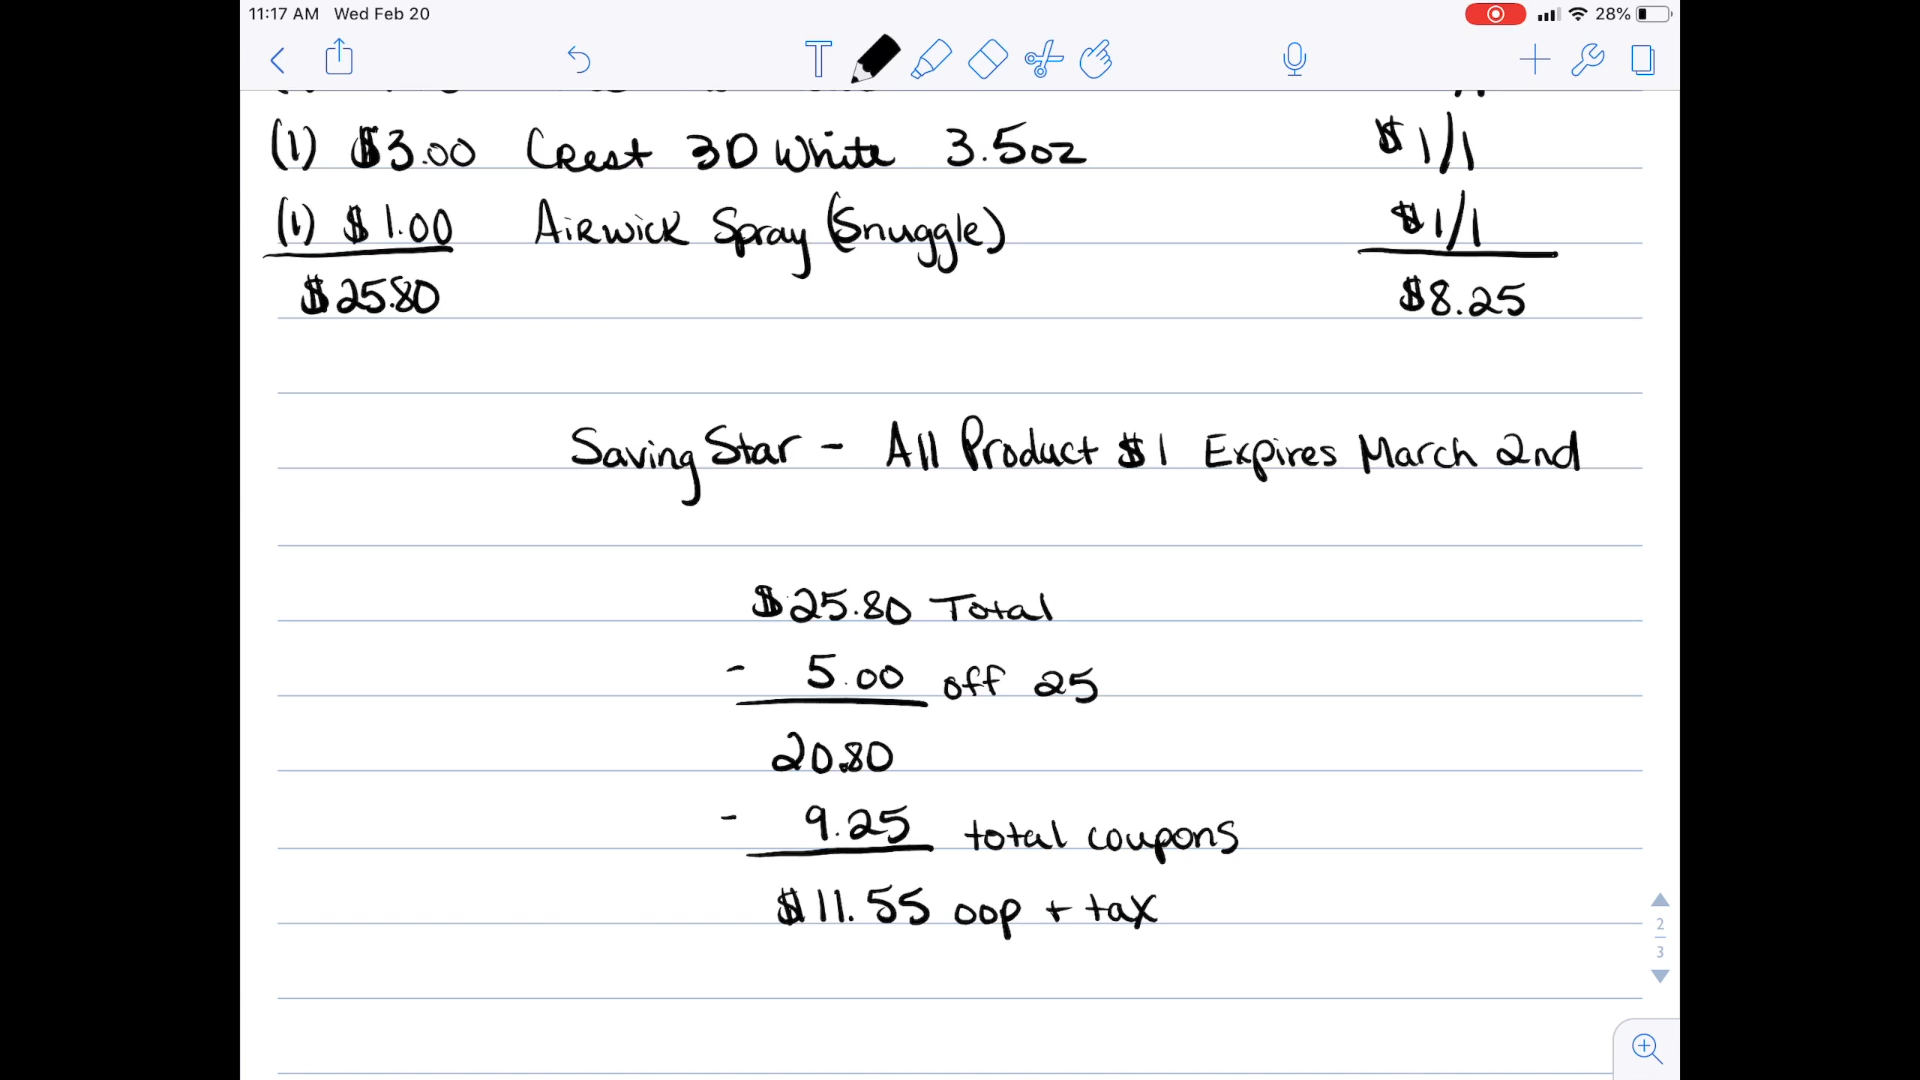 11:17 AM Wed Feb 20 28%
T
(1) $3.00 Crest 3D White 3.5oz $1/1
(1) $1.00 Airwick Spray (Snuggle) $1/1
$25.80 $8.25
Saving Star - All Product $1 Expires March 2nd
$25.80 Total
- 5.00 off 25
20.80
- 9.25 total coupons
$11.55 oop + tax
2
3